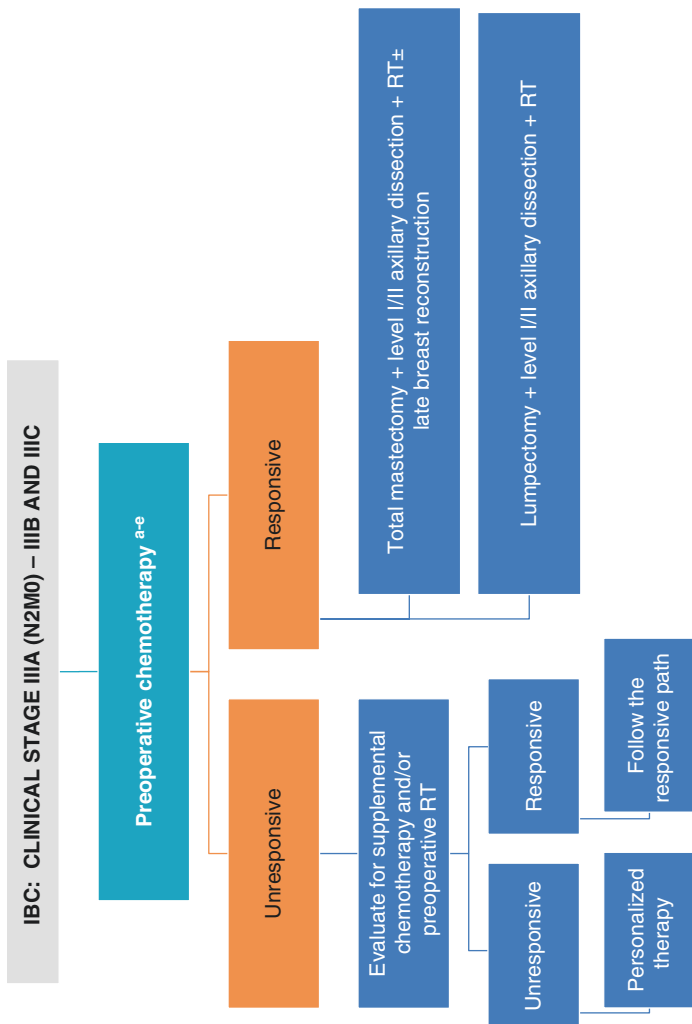 IBC: CLINICAL STAGE IIIA (N2M0) – IIIB AND IIIC
Preoperative chemotherapy a-e
Unresponsive
Responsive
Evaluate for supplemental
chemotherapy and/or
preoperative RT
Unresponsive
Responsive
Personalized
therapy
Follow the
responsive path
Total mastectomy + level I/II axillary dissection + RT±
late breast reconstruction
Lumpectomy + level I/II axillary dissection + RT